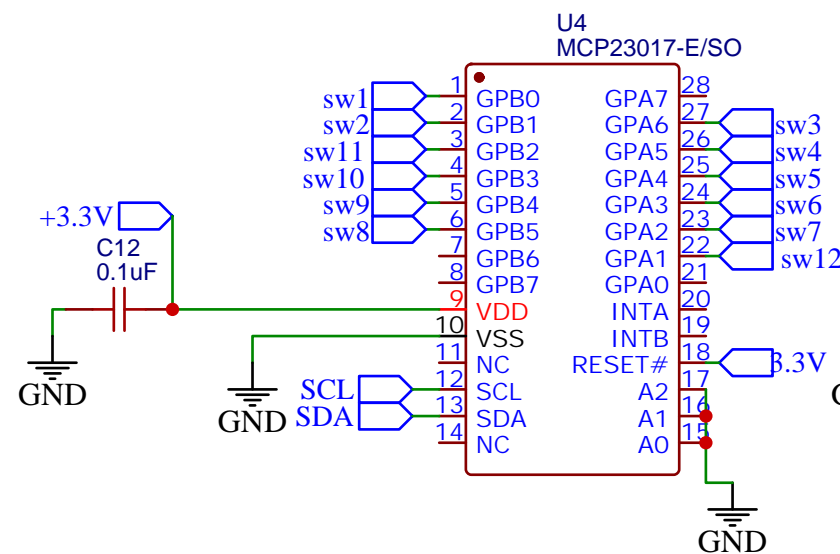 U4
MCP23017-E/SO
sw1 1 GPB0 GPA7 28
sw2 2 GPB1 GPA6 27 sw3
sw11 3 GPB2 GPA5 26 sw4
sw10 4 GPB3 GPA4 25 sw5
sw9 5 GPB4 GPA3 24 sw6
sw8 6 GPB5 GPA2 23 sw7
7 GPB6 GPA1 22 sw12
8 GPB7 GPA0 21
+3.3V
C12
0.1uF
9 VDD INTA 20
10 VSS INTB 19
11 NC RESET# 18 3.3V
SCL 12 SCL A2 17
SDA 13 SDA A1 16
14 NC A0 15
GND
GND
GND